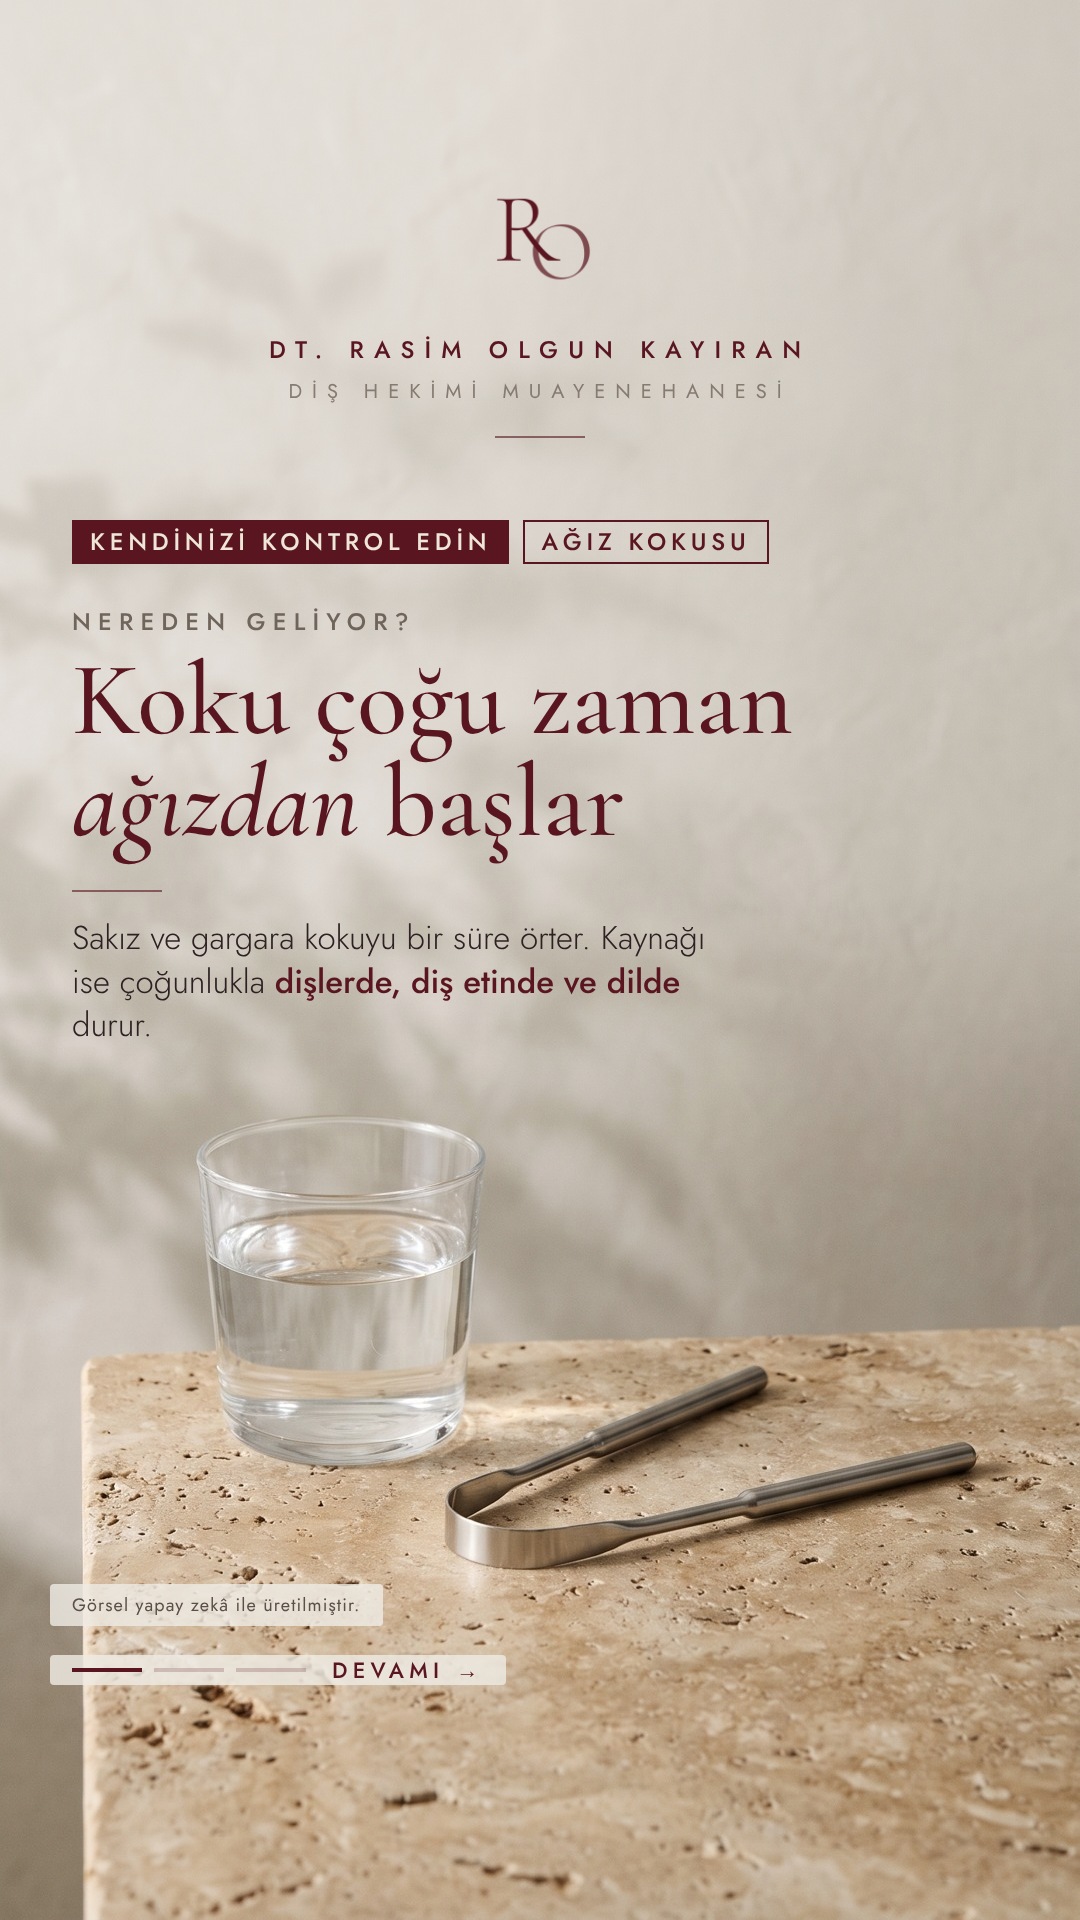 RO
DT. RASİM OLGUN KAYIRAN
DİŞ HEKİMİ MUAYENEHANESİ
KENDİNİZİ KONTROL EDİN
AĞIZ KOKUSU
NEREDEN GELİYOR?
Koku çoğu zaman
ağızdan başlar
Sakız ve gargara kokuyu bir süre örter. Kaynağı
ise çoğunlukla dişlerde, diş etinde ve dilde
durur.
Görsel yapay zekâ ile üretilmiştir.
DEVAMI →